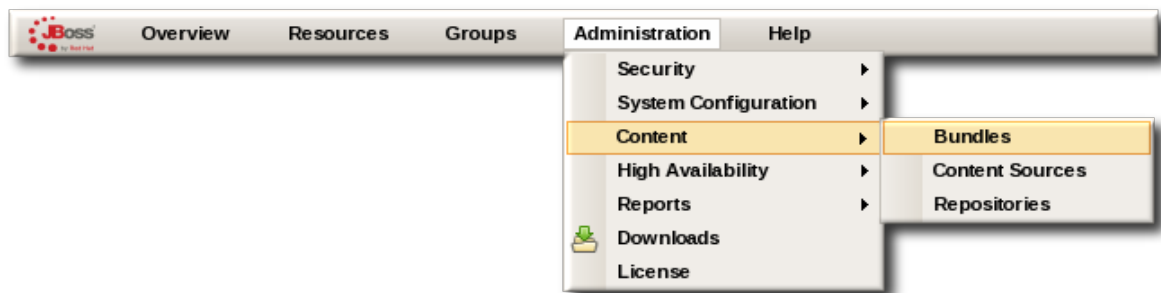 JBoss by Red Hat Overview Resources Groups Administration Help
Security
System Configuration
Content Bundles
High Availability Content Sources
Reports Repositories
Downloads
License